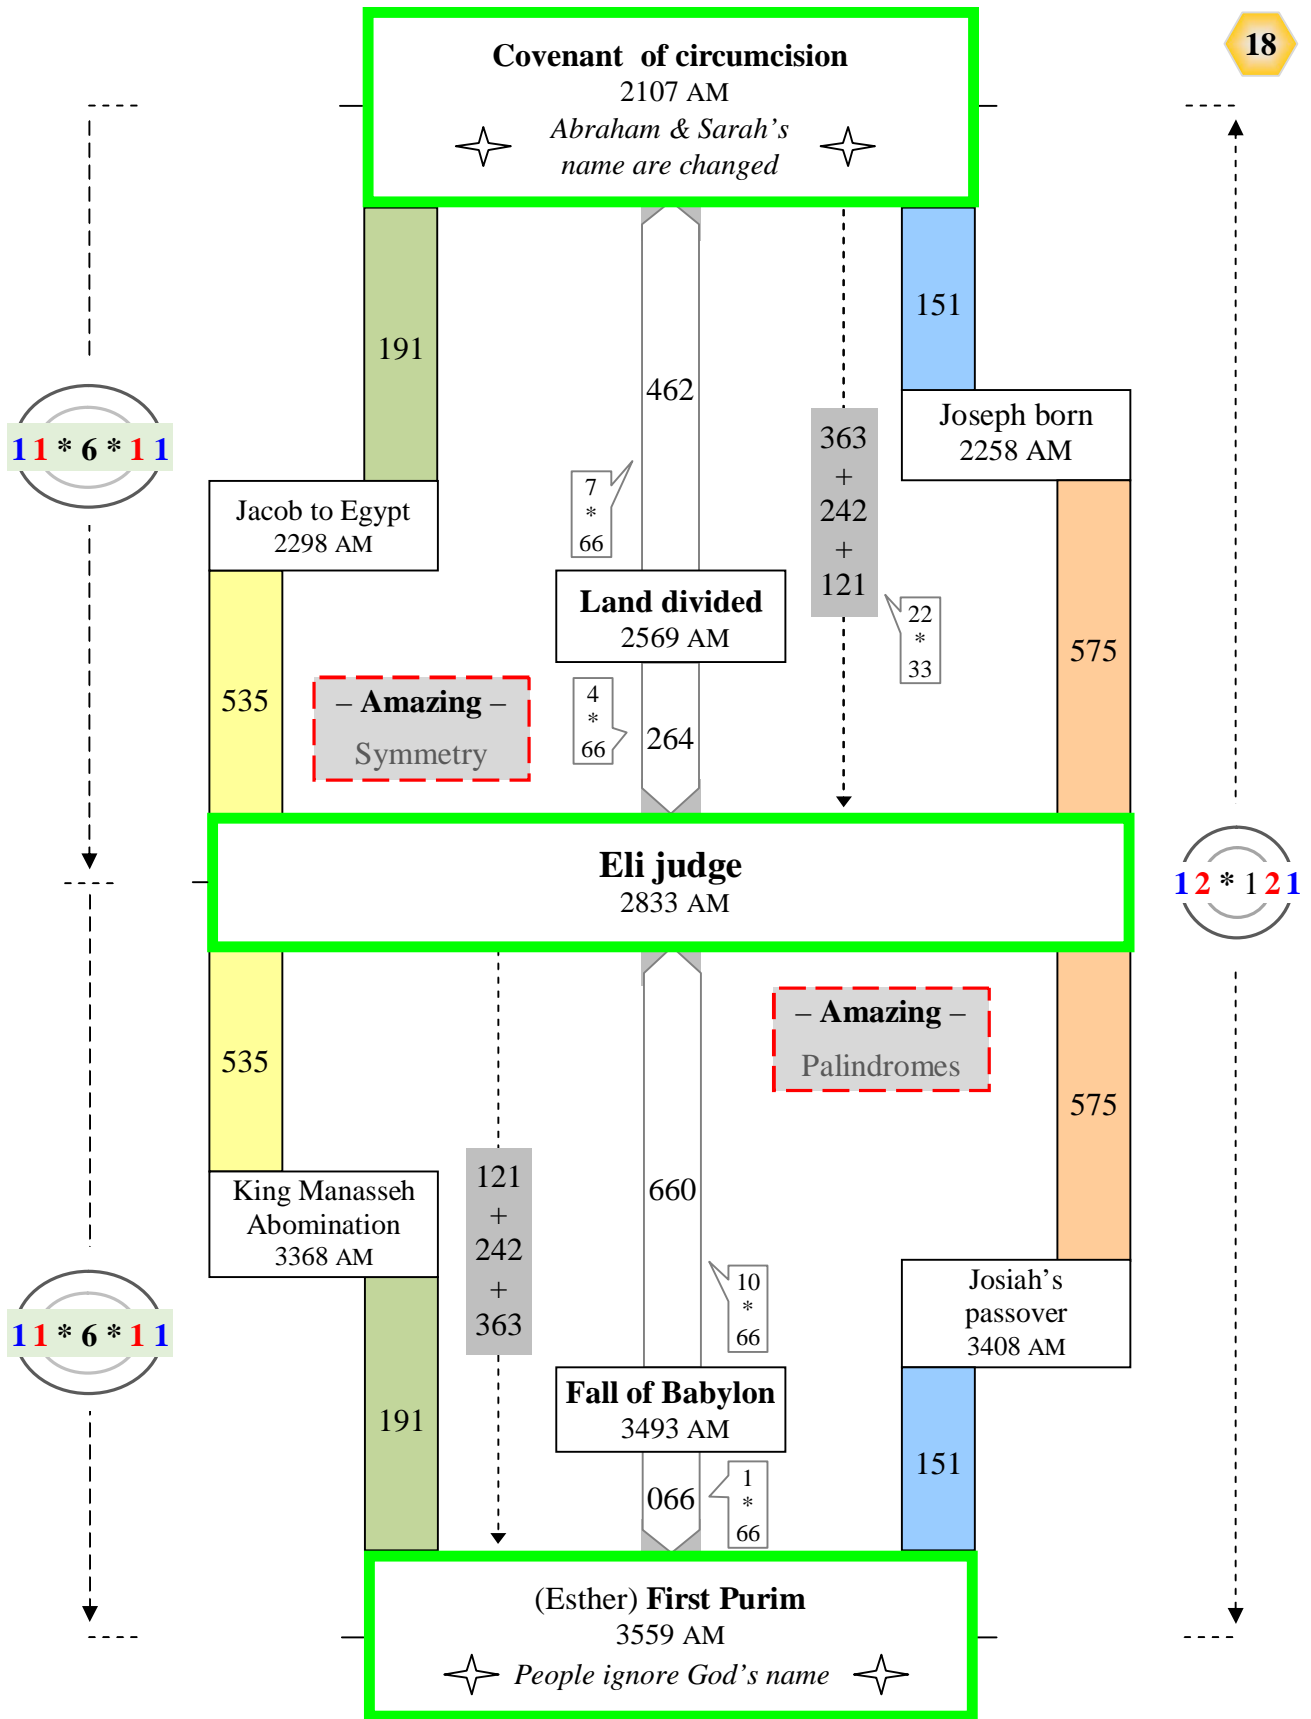 Covenant of circumcision
2107 AM
Abraham & Sarah's
name are changed
18
191
462
151
11 * 6 * 11
363
+
242
+
121
Joseph born
2258 AM
7
*
66
Jacob to Egypt
2298 AM
Land divided
2569 AM
22
*
33
535
– Amazing –
Symmetry
4
*
66
264
575
Eli judge
2833 AM
12 * 121
535
– Amazing –
Palindromes
575
121
+
242
+
363
660
King Manasseh
Abomination
3368 AM
10
*
66
Josiah's
passover
3408 AM
11 * 6 * 11
Fall of Babylon
3493 AM
191
066
1
*
66
151
(Esther) First Purim
3559 AM
People ignore God's name